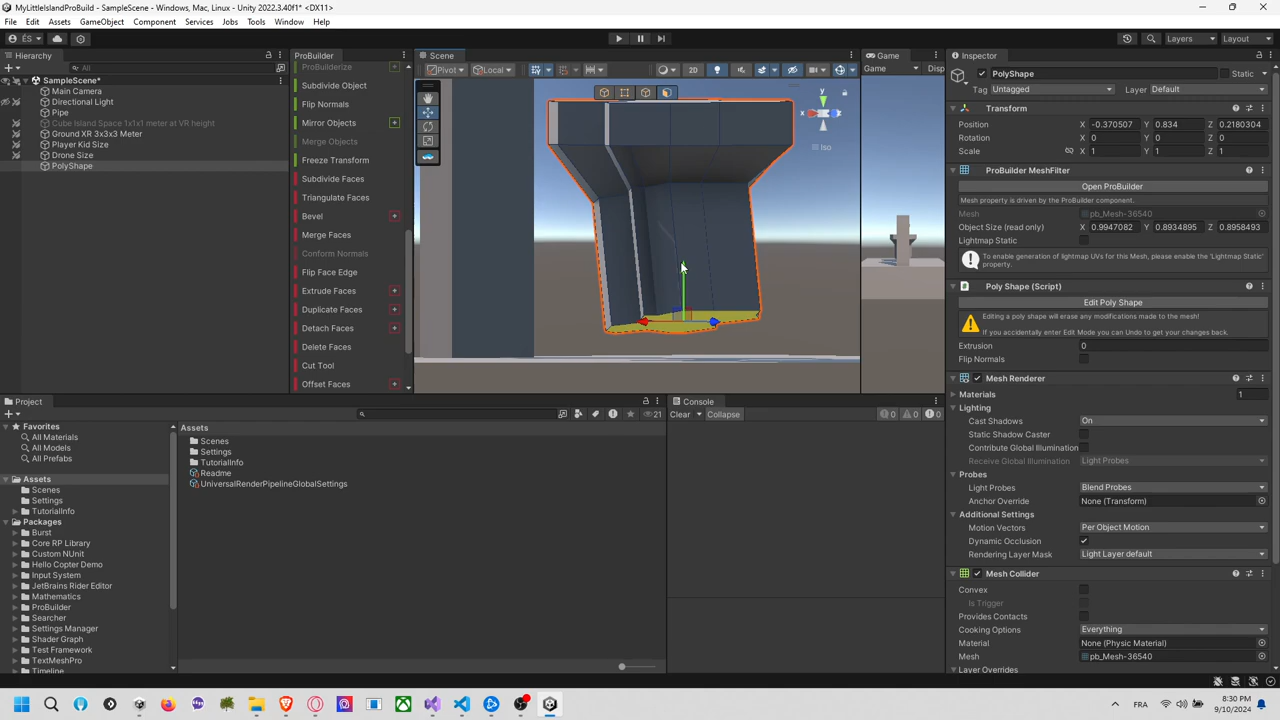 MyLittleIslandProBuild - SampleScene - Windows, Mac, Linux - Unity 2022.3.40f1* <DX11>
File Edit Assets GameObject Component Services Jobs Tools Window Help
ÉS
Layers
Layout
Hierarchy
All
SampleScene*
Main Camera
Directional Light
Pipe
Cube Island Space 1x1x1 meter at VR height
Ground XR 3x3x3 Meter
Player Kid Size
Drone Size
PolyShape
ProBuilder
ProBuilderize
Subdivide Object
Flip Normals
Mirror Objects
Merge Objects
Freeze Transform
Subdivide Faces
Triangulate Faces
Bevel
Merge Faces
Conform Normals
Flip Face Edge
Extrude Faces
Duplicate Faces
Detach Faces
Delete Faces
Cut Tool
Offset Faces
Scene
Pivot
Local
2D
y
x
Iso
Game
Game
Disp
Inspector
PolyShape
Static
Tag Untagged
Layer Default
Transform
Position X -0.370507 Y 0.834 Z 0.2180304
Rotation X 0 Y 0 Z 0
Scale X 1 Y 1 Z 1
ProBuilder MeshFilter
Open ProBuilder
Mesh property is driven by the ProBuilder component.
Mesh pb_Mesh-36540
Object Size (read only) X 0.9947082 Y 0.8934895 Z 0.8958493
Lightmap Static
To enable generation of lightmap UVs for this Mesh, please enable the 'Lightmap Static'
property.
Poly Shape (Script)
Edit Poly Shape
Editing a poly shape will erase any modifications made to the mesh!
If you accidentally enter Edit Mode you can Undo to get your changes back.
Extrusion 0
Flip Normals
Mesh Renderer
Materials 1
Lighting
Cast Shadows On
Static Shadow Caster
Contribute Global Illumination
Receive Global Illumination Light Probes
Probes
Light Probes Blend Probes
Anchor Override None (Transform)
Additional Settings
Motion Vectors Per Object Motion
Dynamic Occlusion
Rendering Layer Mask Light Layer default
Mesh Collider
Convex
Is Trigger
Provides Contacts
Cooking Options Everything
Material None (Physic Material)
Mesh pb_Mesh-36540
Layer Overrides
Project
21
Favorites
All Materials
All Models
All Prefabs
Assets
Scenes
Settings
TutorialInfo
Packages
Burst
Core RP Library
Custom NUnit
Hello Copter Demo
Input System
JetBrains Rider Editor
Mathematics
ProBuilder
Searcher
Settings Manager
Shader Graph
Test Framework
TextMeshPro
Timeline
Assets
Scenes
Settings
TutorialInfo
Readme
UniversalRenderPipelineGlobalSettings
Console
Clear
Collapse
0
0
0
FRA
8:30 PM
9/10/2024